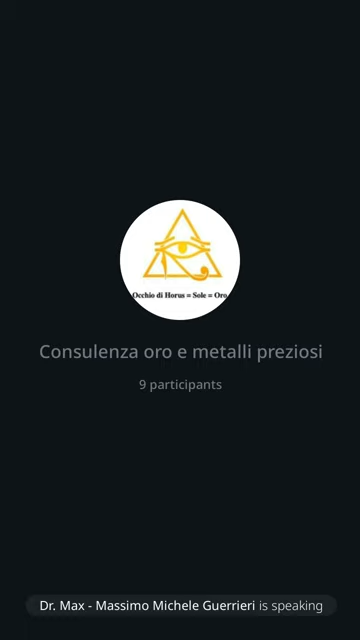 Occhio di Horus = Sole = Oro
Consulenza oro e metalli preziosi
9 participants
Dr. Max - Massimo Michele Guerrieri is speaking